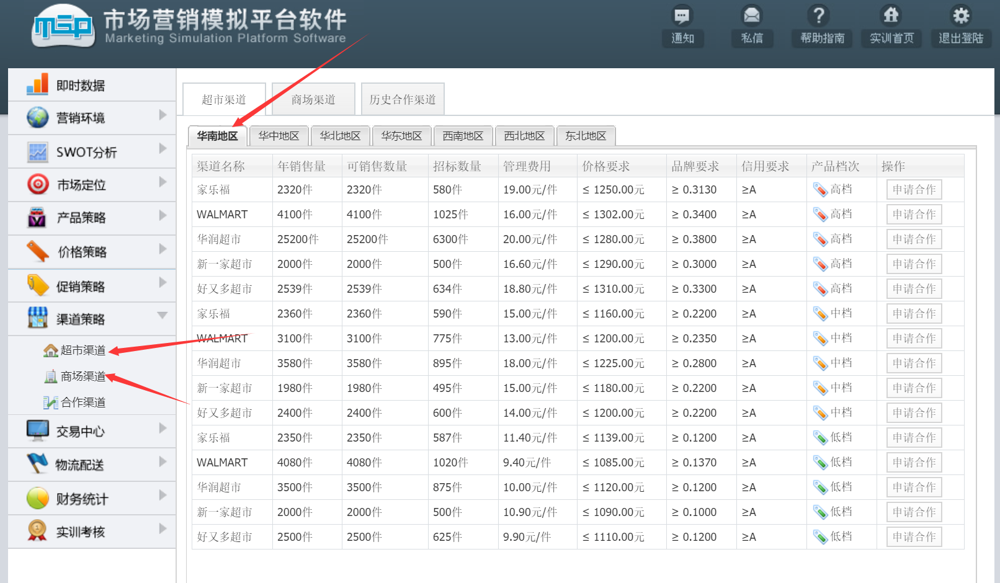 msp 市场营销模拟平台软件
Marketing Simulation Platform Software
通知 私信 帮助指南 实训首页 退出登陆
即时数据
营销环境
SWOT分析
市场定位
产品策略
价格策略
促销策略
渠道策略
超市渠道
商场渠道
合作渠道
交易中心
物流配送
财务统计
实训考核
超市渠道 商场渠道 历史合作渠道
华南地区 华中地区 华北地区 华东地区 西南地区 西北地区 东北地区
渠道名称 年销售量 可销售数量 招标数量 管理费用 价格要求 品牌要求 信用要求 产品档次 操作
家乐福 2320件 2320件 580件 19.00元/件 ≤ 1250.00元 ≥ 0.3130 ≥A 高档 申请合作
WALMART 4100件 4100件 1025件 16.00元/件 ≤ 1302.00元 ≥ 0.3400 ≥A 高档 申请合作
华润超市 25200件 25200件 6300件 20.00元/件 ≤ 1280.00元 ≥ 0.3800 ≥A 高档 申请合作
新一家超市 2000件 2000件 500件 16.60元/件 ≤ 1290.00元 ≥ 0.3000 ≥A 高档 申请合作
好又多超市 2539件 2539件 634件 18.80元/件 ≤ 1310.00元 ≥ 0.3300 ≥A 高档 申请合作
家乐福 2360件 2360件 590件 15.00元/件 ≤ 1160.00元 ≥ 0.2200 ≥A 中档 申请合作
WALMART 3100件 3100件 775件 13.00元/件 ≤ 1200.00元 ≥ 0.2350 ≥A 中档 申请合作
华润超市 3580件 3580件 895件 18.00元/件 ≤ 1225.00元 ≥ 0.2800 ≥A 中档 申请合作
新一家超市 1980件 1980件 495件 15.00元/件 ≤ 1180.00元 ≥ 0.2200 ≥A 中档 申请合作
好又多超市 2400件 2400件 600件 14.00元/件 ≤ 1200.00元 ≥ 0.2200 ≥A 中档 申请合作
家乐福 2350件 2350件 587件 11.40元/件 ≤ 1139.00元 ≥ 0.1200 ≥A 低档 申请合作
WALMART 4080件 4080件 1020件 9.40元/件 ≤ 1085.00元 ≥ 0.1370 ≥A 低档 申请合作
华润超市 3500件 3500件 875件 10.00元/件 ≤ 1120.00元 ≥ 0.1200 ≥A 低档 申请合作
新一家超市 2000件 2000件 500件 10.90元/件 ≤ 1090.00元 ≥ 0.1000 ≥A 低档 申请合作
好又多超市 2500件 2500件 625件 9.90元/件 ≤ 1110.00元 ≥ 0.1200 ≥A 低档 申请合作